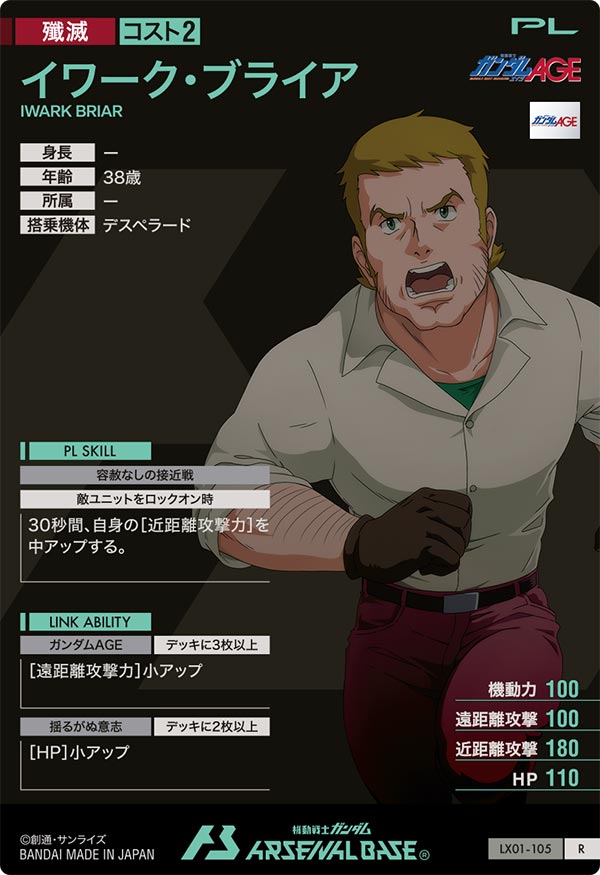 殲滅 コスト2 PL
イワーク・ブライア
IWARK BRIAR
機動戦士
ガンダムAGE
ガンダムAGE
身長 ー
年齢 38歳
所属 ー
搭乗機体 デスペラード
PL SKILL
容赦なしの接近戦
敵ユニットをロックオン時
30秒間、自身の[近距離攻撃力]を
中アップする。
LINK ABILITY
ガンダムAGE デッキに3枚以上
[遠距離攻撃力]小アップ
揺るがぬ意志 デッキに2枚以上
[HP]小アップ
機動力 100
遠距離攻撃 100
近距離攻撃 180
HP 110
©創通・サンライズ
BANDAI MADE IN JAPAN
機動戦士ガンダム
ARSENAL BASE®
LX01-105 R